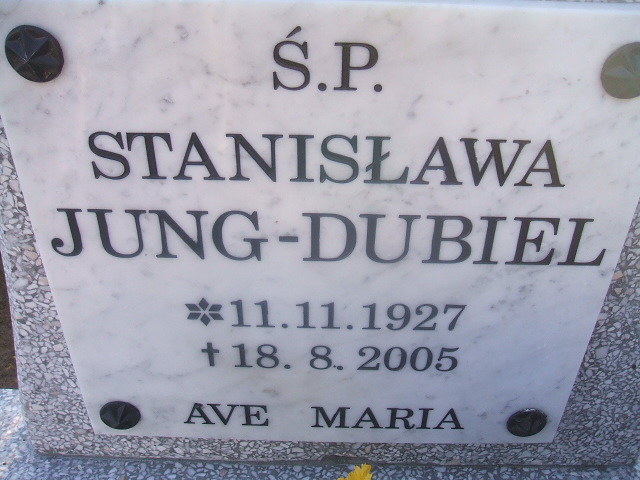 Ś.P.
STANISŁAWA
JUNG-DUBIEL
*11.11.1927
†18.8.2005
AVE MARIA